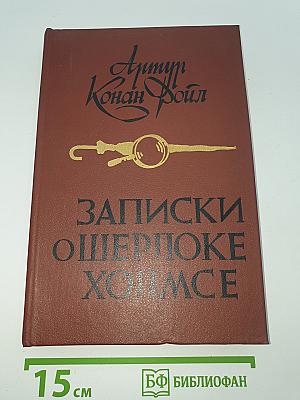 Артур
Конан Дойл
ЗАПИСКИ
О ШЕРЛОКЕ
ХОЛМСЕ
15 см
БФ БИБЛИОФАН